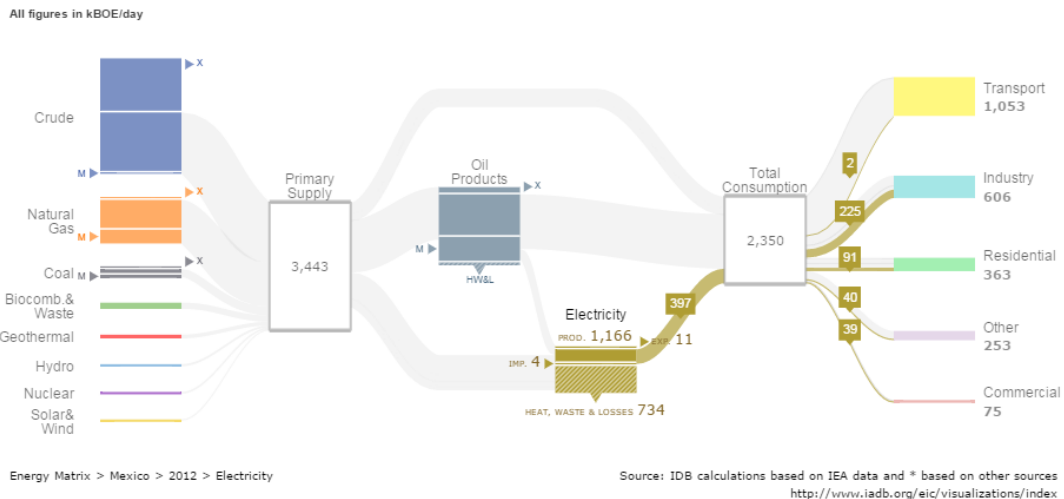 All figures in kBOE/day
X
Crude
M
X
Natural
Gas
M
X
Coal
M
Biocomb.&
Waste
Geothermal
Hydro
Nuclear
Solar&
Wind
Primary
Supply
3,443
Oil
Products
X
M
HW&L
Electricity
PROD. 1,166
EXP. 11
IMP. 4
HEAT, WASTE & LOSSES 734
397
Total
Consumption
2,350
2
225
91
40
39
Transport
1,053
Industry
606
Residential
363
Other
253
Commercial
75
Energy Matrix > Mexico > 2012 > Electricity
Source: IDB calculations based on IEA data and * based on other sources
http://www.iadb.org/eic/visualizations/index